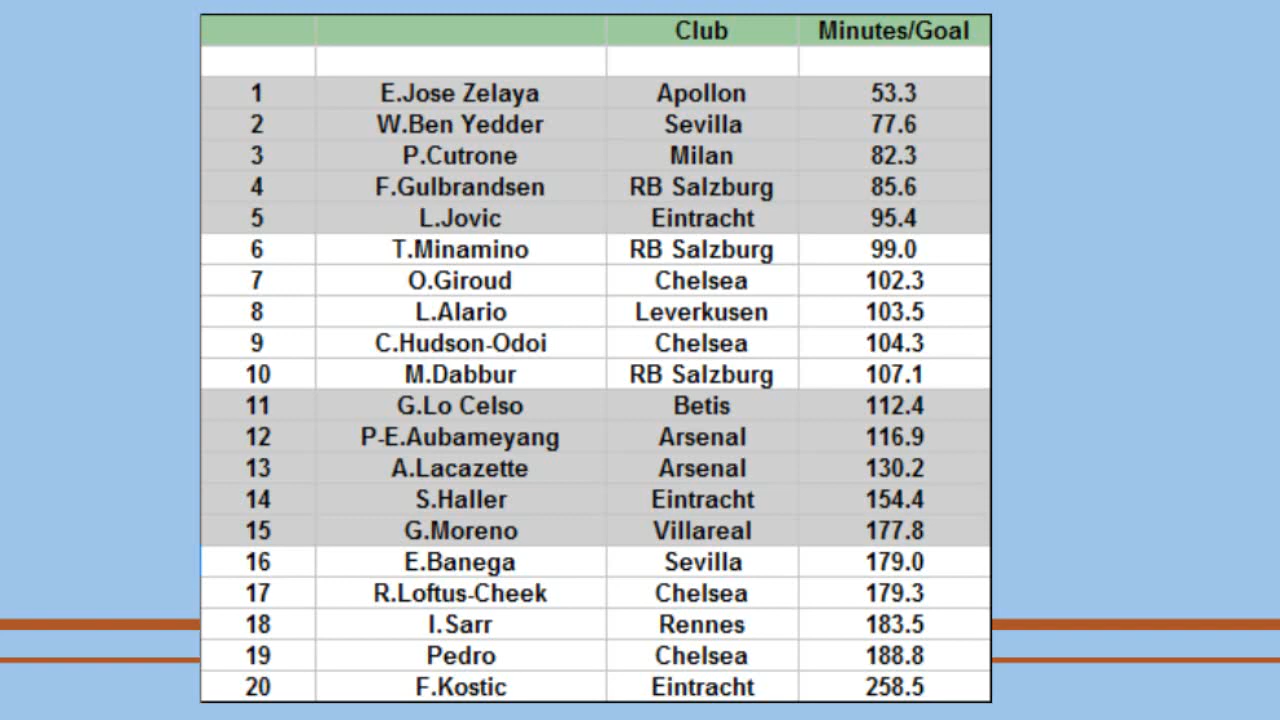 Club Minutes/Goal
1 E.Jose Zelaya Apollon 53.3
2 W.Ben Yedder Sevilla 77.6
3 P.Cutrone Milan 82.3
4 F.Gulbrandsen RB Salzburg 85.6
5 L.Jovic Eintracht 95.4
6 T.Minamino RB Salzburg 99.0
7 O.Giroud Chelsea 102.3
8 L.Alario Leverkusen 103.5
9 C.Hudson-Odoi Chelsea 104.3
10 M.Dabbur RB Salzburg 107.1
11 G.Lo Celso Betis 112.4
12 P-E.Aubameyang Arsenal 116.9
13 A.Lacazette Arsenal 130.2
14 S.Haller Eintracht 154.4
15 G.Moreno Villareal 177.8
16 E.Banega Sevilla 179.0
17 R.Loftus-Cheek Chelsea 179.3
18 I.Sarr Rennes 183.5
19 Pedro Chelsea 188.8
20 F.Kostic Eintracht 258.5